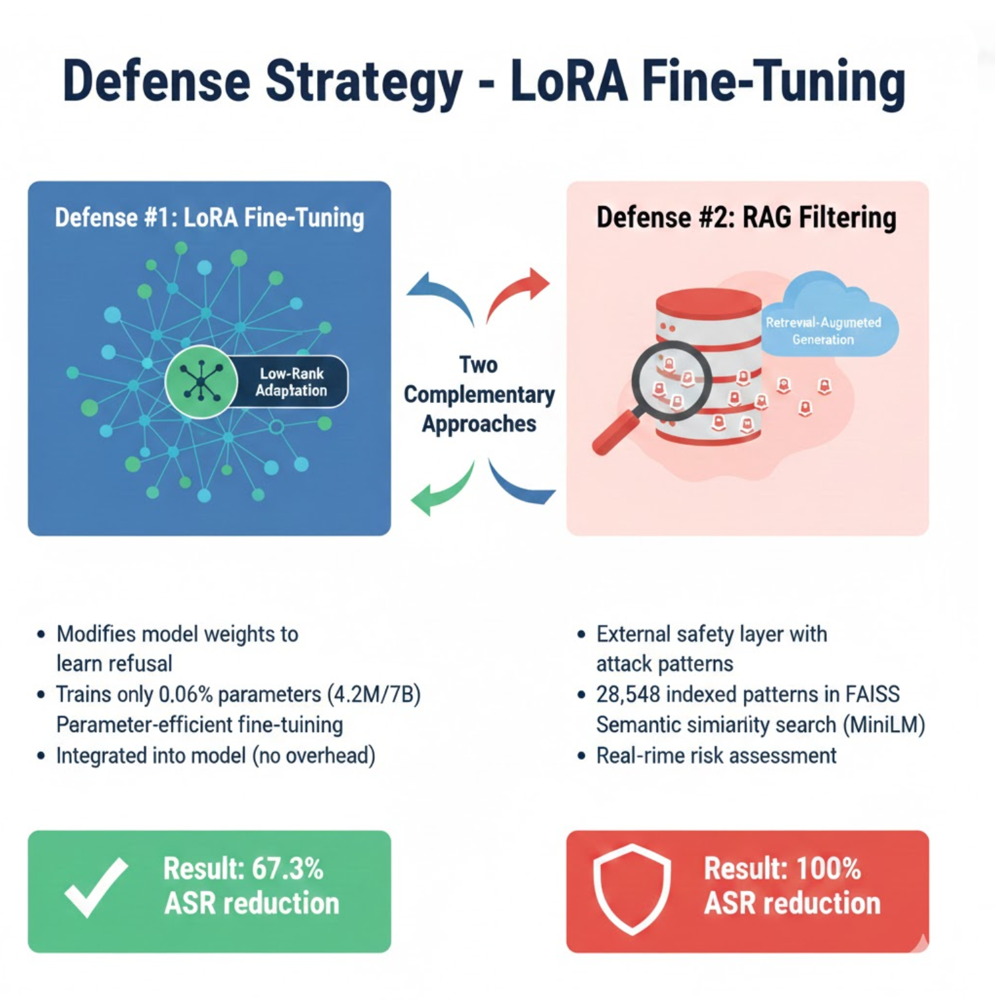 Defense Strategy - LoRA Fine-Tuning
Defense #1: LoRA Fine-Tuning
Low-Rank
Adaptation
Two
Complementary
Approaches
Defense #2: RAG Filtering
Retrevral-Augumeted
Generation
• Modifies model weights to
learn refusal
• Trains only 0.06% parameters (4.2M/7B)
Perameter-efficient fine-tuining
• Integrated into model (no overhead)
• External safety layer with
attack patterns
• 28,548 indexed patterns in FAISS
Semantic simiarity search (MiniLM)
• Real-rime risk assessment
Result: 67.3%
ASR reduction
Result: 100%
ASR reduction